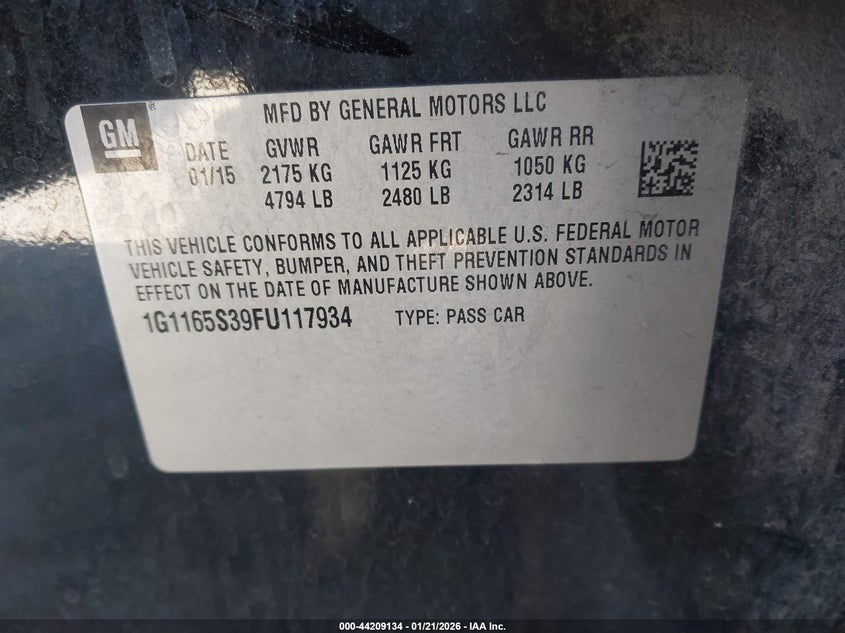 GM
®
MFD BY GENERAL MOTORS LLC
DATE GVWR GAWR FRT GAWR RR
01/15 2175 KG 1125 KG 1050 KG
4794 LB 2480 LB 2314 LB
THIS VEHICLE CONFORMS TO ALL APPLICABLE U.S. FEDERAL MOTOR
VEHICLE SAFETY, BUMPER, AND THEFT PREVENTION STANDARDS IN
EFFECT ON THE DATE OF MANUFACTURE SHOWN ABOVE.
1G1165S39FU117934 TYPE: PASS CAR
000-44209134 - 01/21/2026 - IAA Inc.